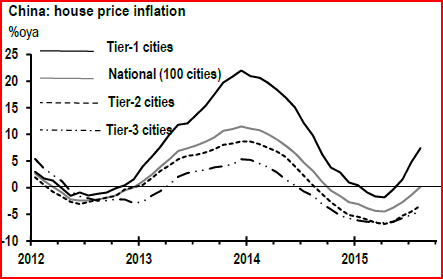 China: house price inflation
%oya
25
20
15
10
5
0
-5
-10
Tier-1 cities
National (100 cities)
Tier-2 cities
Tier-3 cities
2012 2013 2014 2015